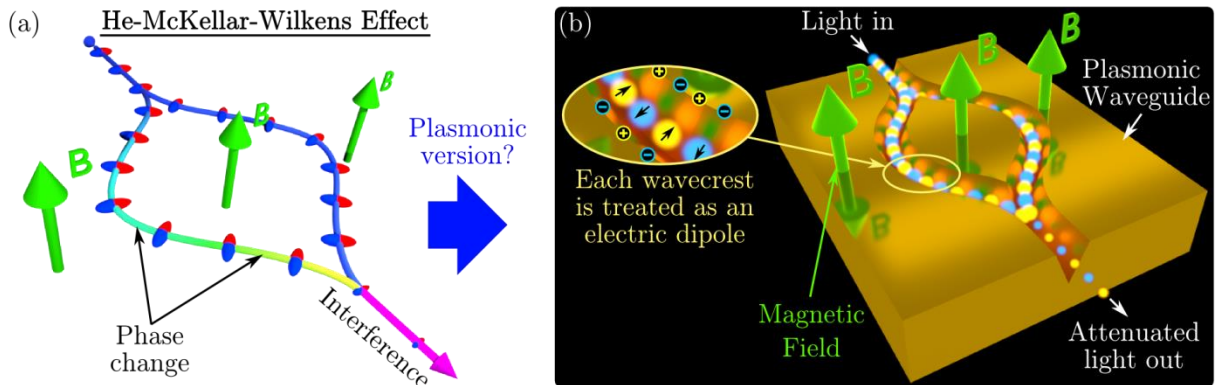 (a)
He-McKellar-Wilkens Effect
B
B
B
Phase
change
Interference
Plasmonic
version?
(b)
Light in
B
B
B
Plasmonic
Waveguide
+
-
+
-
-
+
-
Each wavecrest
is treated as an
electric dipole
B
B
B
Magnetic
Field
Attenuated
light out